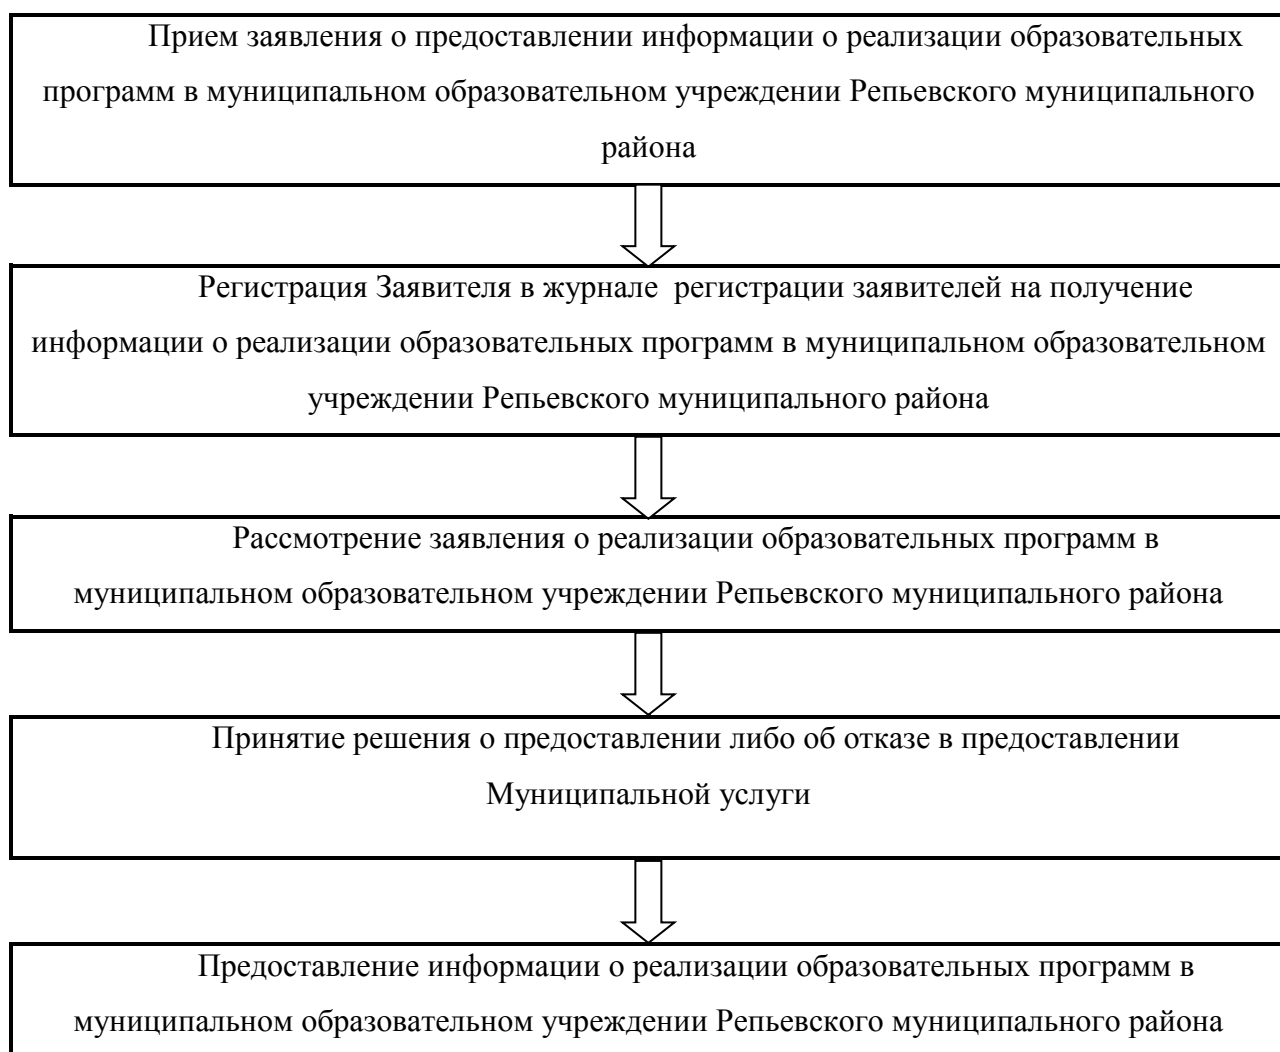 Прием заявления о предоставлении информации о реализации образовательных
программ в муниципальном образовательном учреждении Репьевского муниципального
района
Регистрация Заявителя в журнале  регистрации заявителей на получение
информации о реализации образовательных программ в муниципальном образовательном
учреждении Репьевского муниципального района
Рассмотрение заявления о реализации образовательных программ в
муниципальном образовательном учреждении Репьевского муниципального района
Принятие решения о предоставлении либо об отказе в предоставлении
Муниципальной услуги
Предоставление информации о реализации образовательных программ в
муниципальном образовательном учреждении Репьевского муниципального района